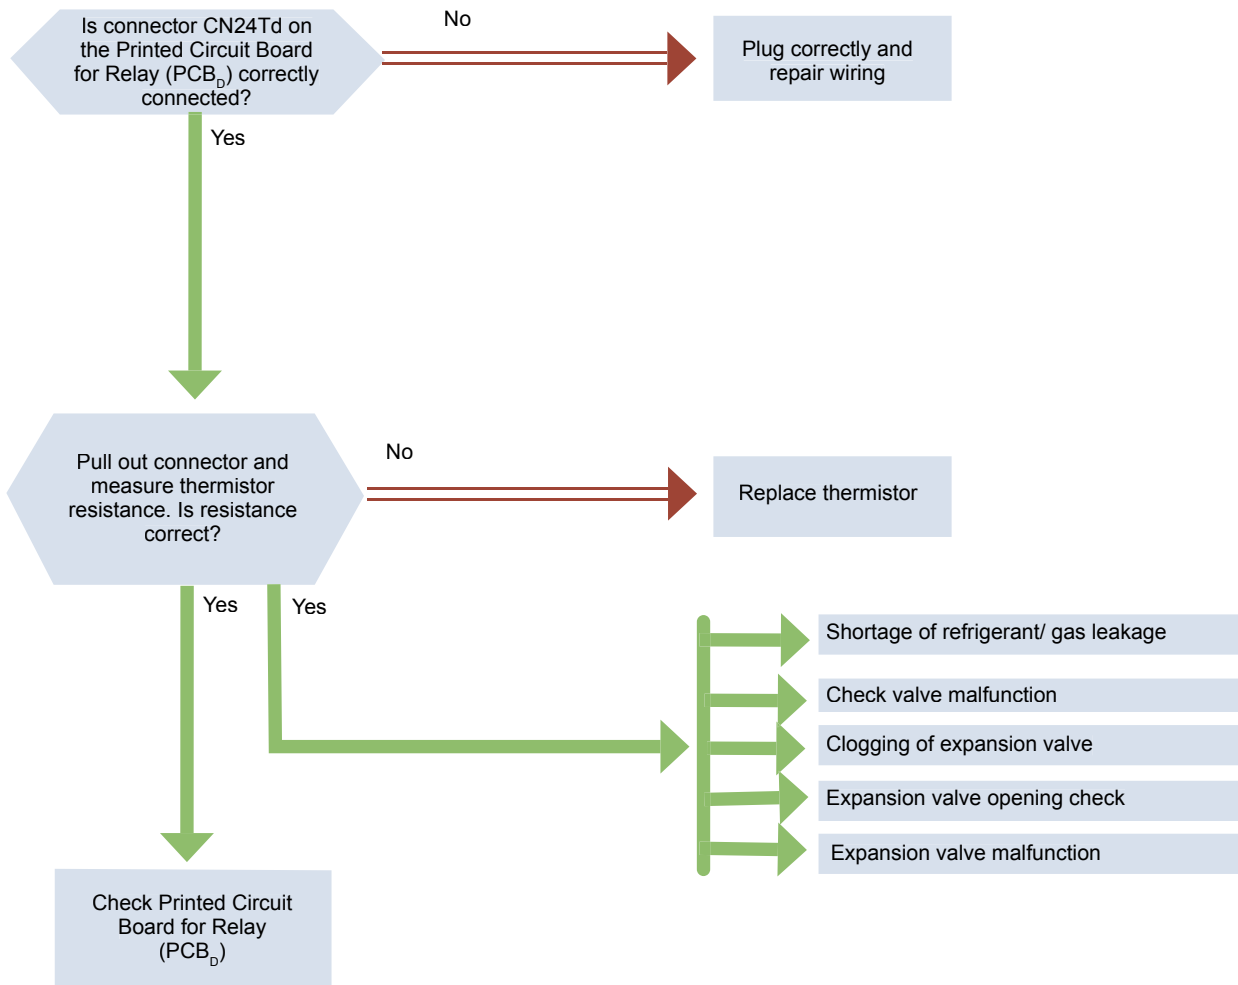 Is connector CN24Td on
the Printed Circuit Board
for Relay (PCB_D) correctly
connected?
No
Plug correctly and
repair wiring
Yes
Pull out connector and
measure thermistor
resistance. Is resistance
correct?
No
Replace thermistor
Yes
Yes
Shortage of refrigerant/ gas leakage
Check valve malfunction
Clogging of expansion valve
Expansion valve opening check
Expansion valve malfunction
Check Printed Circuit
Board for Relay
(PCB_D)